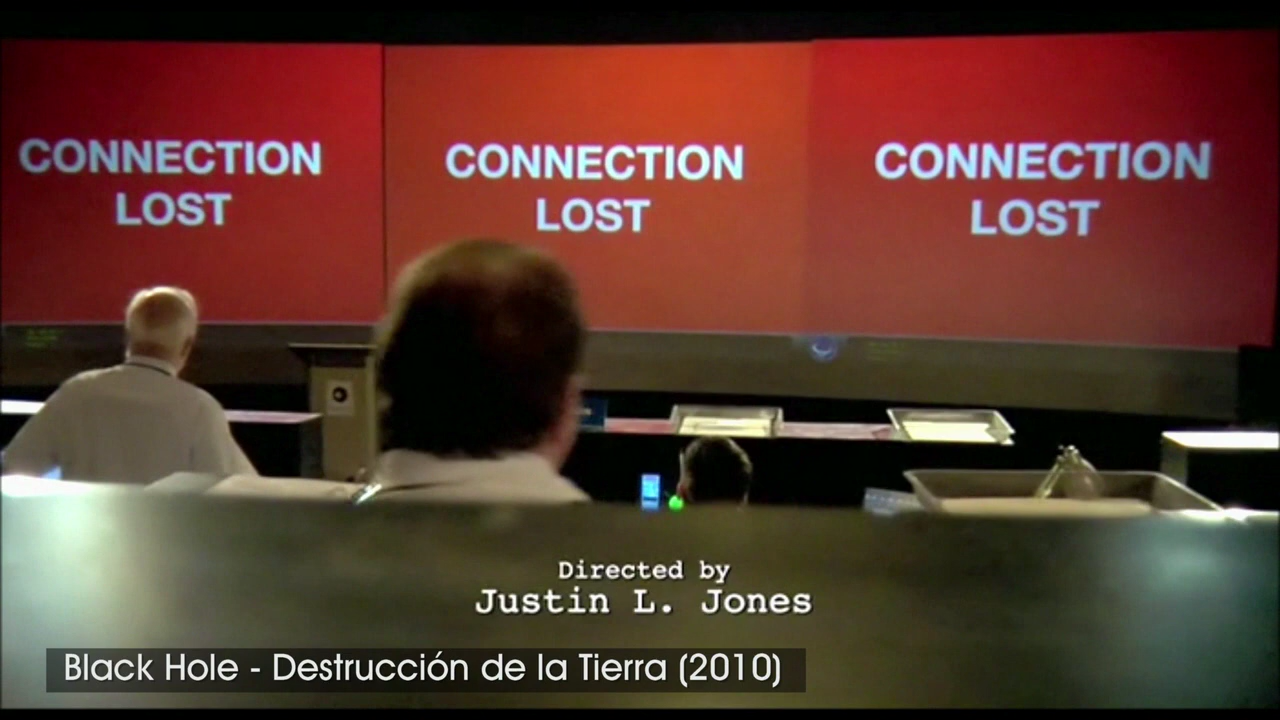 CONNECTION
LOST
CONNECTION
LOST
CONNECTION
LOST
Directed by
Justin L. Jones
Black Hole - Destrucción de la Tierra (2010)